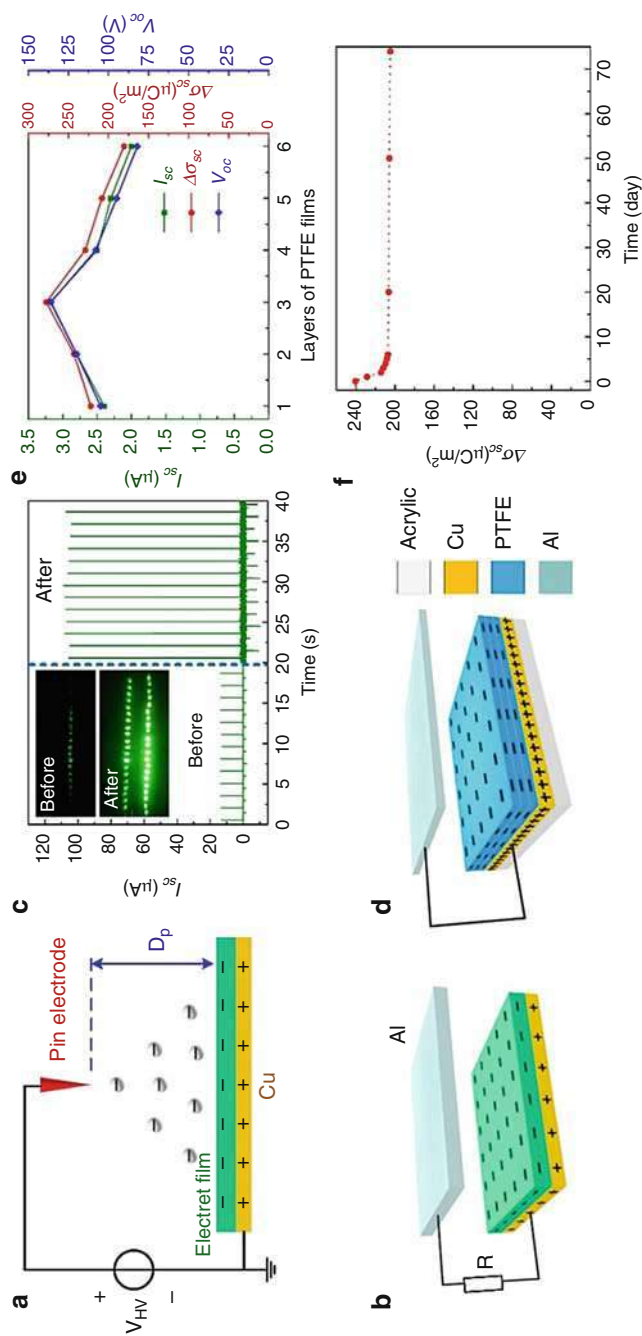 a
Pin electrode
+
V_HV
−
D_p
Electret film
− − − − − − −
+ + + + + + +
Cu
b
Al
R
c
I_sc (μA)
120
100
80
60
40
20
0
Before
After
Before
After
0 5 10 15 20 25 30 35 40
Time (s)
d
Acrylic
Cu
PTFE
Al
e
I_sc (μA)
3.5
3.0
2.5
2.0
1.5
1.0
0.5
0.0
Δσ_sc(μC/m²)
300
250
200
150
100
50
0
V_oc (V)
150
120
90
60
30
0
I_sc
Δσ_sc
V_oc
1 2 3 4 5 6
Layers of PTFE films
f
Δσ_sc(μC/m²)
240
200
160
120
80
40
0
0 10 20 30 40 50 60 70
Time (day)